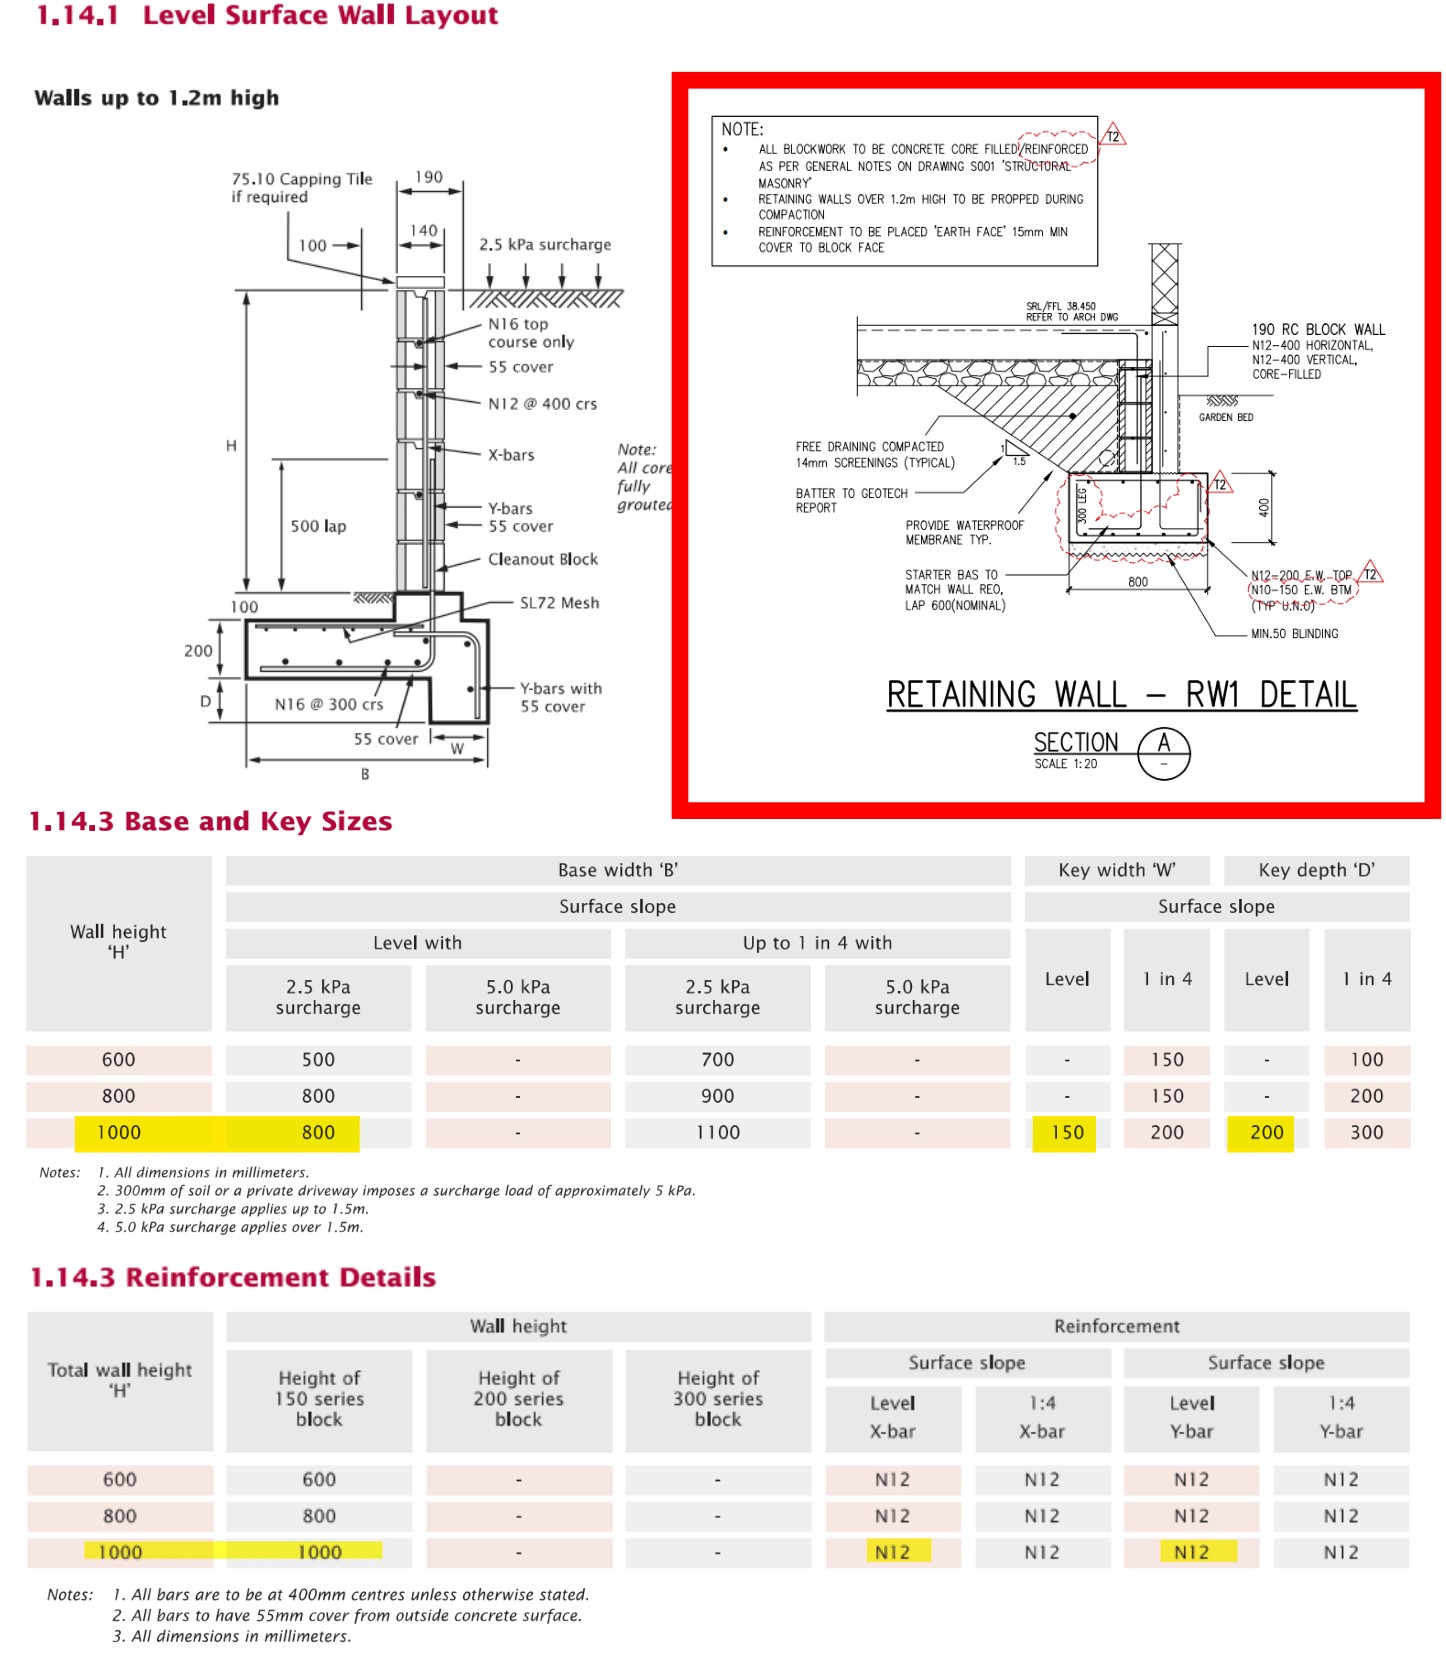 1.14.1 Level Surface Wall Layout
Walls up to 1.2m high
75.10 Capping Tile
if required
190
140
100
2.5 kPa surcharge
N16 top
course only
55 cover
N12 @ 400 crs
H
X-bars
Note:
All core
fully
grouted
Y-bars
55 cover
500 lap
Cleanout Block
100
SL72 Mesh
200
D
N16 @ 300 crs
Y-bars with
55 cover
55 cover
W
B
NOTE:
• ALL BLOCKWORK TO BE CONCRETE CORE FILLED/REINFORCED
AS PER GENERAL NOTES ON DRAWING S001 'STRUCTURAL
MASONRY'
• RETAINING WALLS OVER 1.2m HIGH TO BE PROPPED DURING
COMPACTION
• REINFORCEMENT TO BE PLACED 'EARTH FACE' 15mm MIN
COVER TO BLOCK FACE
T2
SRL/FFL 38.450
REFER TO ARCH DWG
190 RC BLOCK WALL
N12-400 HORIZONTAL,
N12-400 VERTICAL,
CORE-FILLED
GARDEN BED
FREE DRAINING COMPACTED
14mm SCREENINGS (TYPICAL)
1
1.5
BATTER TO GEOTECH
REPORT
PROVIDE WATERPROOF
MEMBRANE TYP.
300 LEG
T2
400
STARTER BAS TO
MATCH WALL REO,
LAP 600(NOMINAL)
800
N12-200 E.W. TOP
N10-150 E.W. BTM
(TYP U.N.O)
T2
MIN.50 BLINDING
RETAINING WALL – RW1 DETAIL
SECTION
SCALE 1:20
A
–
1.14.3 Base and Key Sizes
Wall height
‘H’
Base width ‘B’ Key width ‘W’ Key depth ‘D’
Surface slope Surface slope
Level with Up to 1 in 4 with
2.5 kPa
surcharge
5.0 kPa
surcharge
2.5 kPa
surcharge
5.0 kPa
surcharge
Level 1 in 4 Level 1 in 4
600 500 - 700 - - 150 - 100
800 800 - 900 - - 150 - 200
1000 800 - 1100 - 150 200 200 300
Notes: 1. All dimensions in millimeters.
2. 300mm of soil or a private driveway imposes a surcharge load of approximately 5 kPa.
3. 2.5 kPa surcharge applies up to 1.5m.
4. 5.0 kPa surcharge applies over 1.5m.
1.14.3 Reinforcement Details
Total wall height
‘H’
Wall height Reinforcement
Surface slope Surface slope
Height of
150 series
block
Height of
200 series
block
Height of
300 series
block
Level
X-bar
1:4
X-bar
Level
Y-bar
1:4
Y-bar
600 600 - - N12 N12 N12 N12
800 800 - - N12 N12 N12 N12
1000 1000 - - N12 N12 N12 N12
Notes: 1. All bars are to be at 400mm centres unless otherwise stated.
2. All bars to have 55mm cover from outside concrete surface.
3. All dimensions in millimeters.